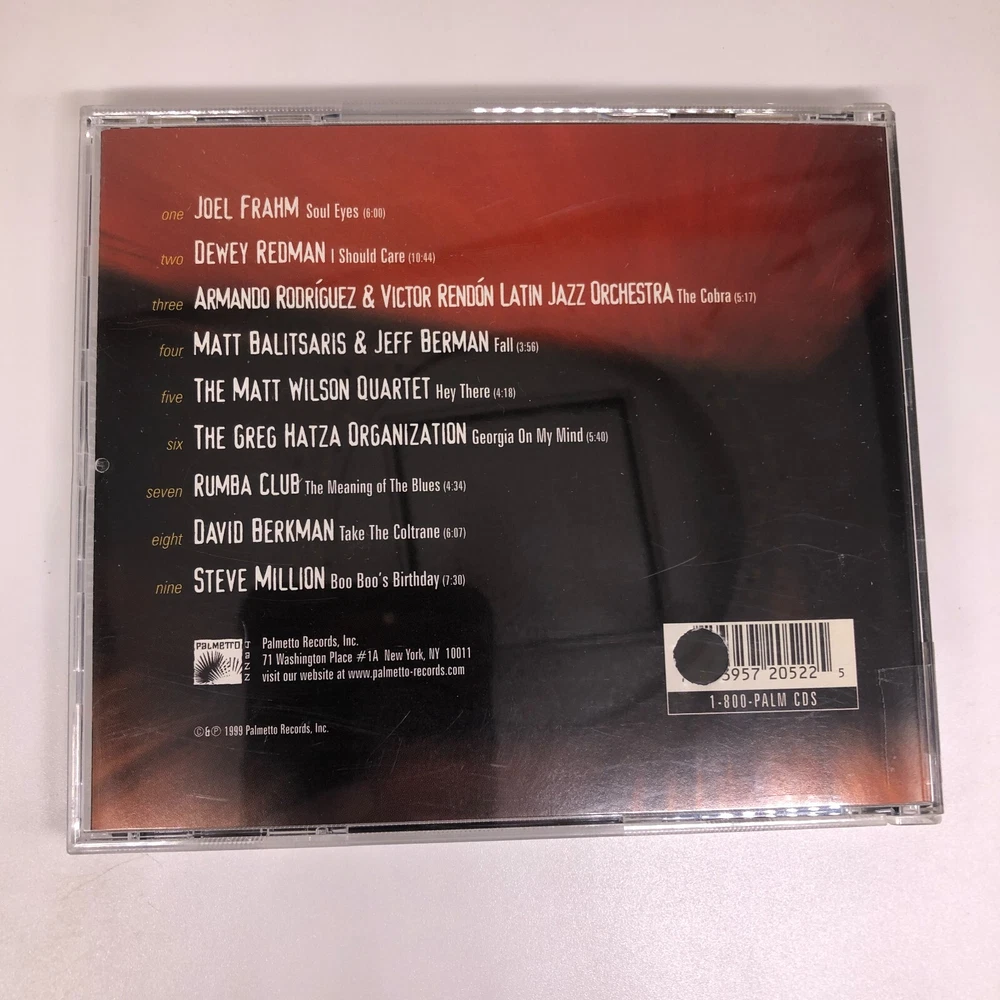 one JOEL FRAHM Soul Eyes (6:00)
two DEWEY REDMAN I Should Care (10:44)
three ARMANDO RODRÍGUEZ & VICTOR RENDÓN LATIN JAZZ ORCHESTRA The Cobra (5:17)
four MATT BALITSARIS & JEFF BERMAN Fall (3:56)
five THE MATT WILSON QUARTET Hey There (4:18)
six THE GREG HATZA ORGANIZATION Georgia On My Mind (5:40)
seven RUMBA CLUB The Meaning of The Blues (4:34)
eight DAVID BERKMAN Take The Coltrane (6:07)
nine STEVE MILLION Boo Boo's Birthday (7:30)
PALMETTO JAZZ
Palmetto Records, Inc.
71 Washington Place #1A New York, NY 10011
visit our website at www.palmetto-records.com
5957 20522 5
1-800-PALM CDS
©&℗ 1999 Palmetto Records, Inc.